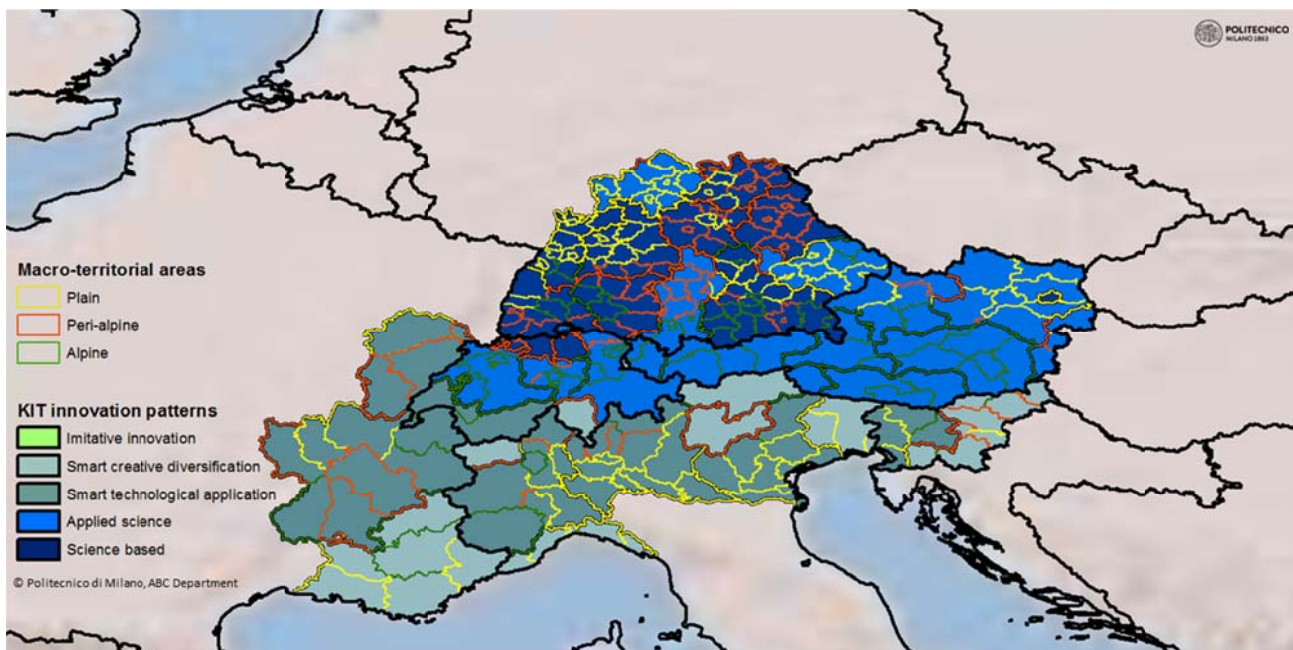 POLITECNICO
MILANO 1863
Macro-territorial areas
Plain
Peri-alpine
Alpine
KIT innovation patterns
Imitative innovation
Smart creative diversification
Smart technological application
Applied science
Science based
© Politecnico di Milano, ABC Department